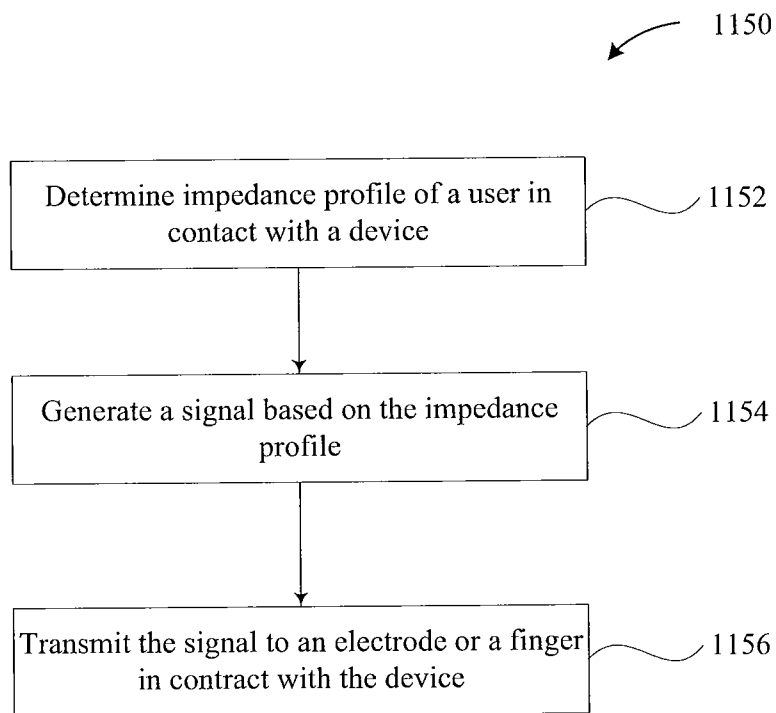 1150
Determine impedance profile of a user in
contact with a device
1152
Generate a signal based on the impedance
profile
1154
Transmit the signal to an electrode or a finger
in contract with the device
1156